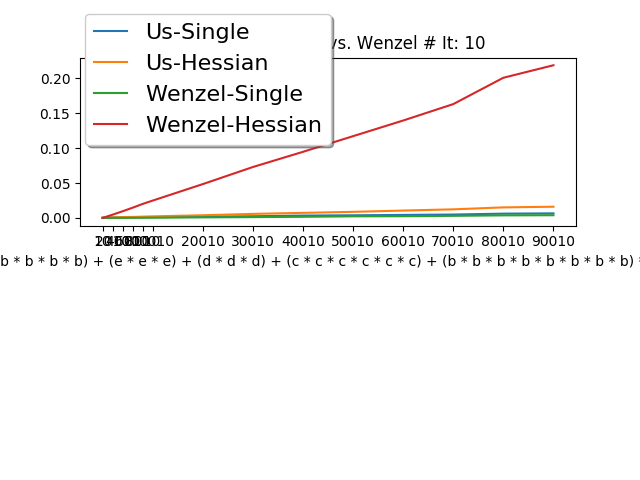 Us-Single
vs. Wenzel # It: 10
Us-Hessian
Wenzel-Single
Wenzel-Hessian
0.20
0.15
0.10
0.05
0.00
10010 20010 30010 40010 50010 60010 70010 80010 90010
b * b * b * b) + (e * e * e) + (d * d * d) + (c * c * c * c * c * c) + (b * b * b * b * b * b * b * b * b) *